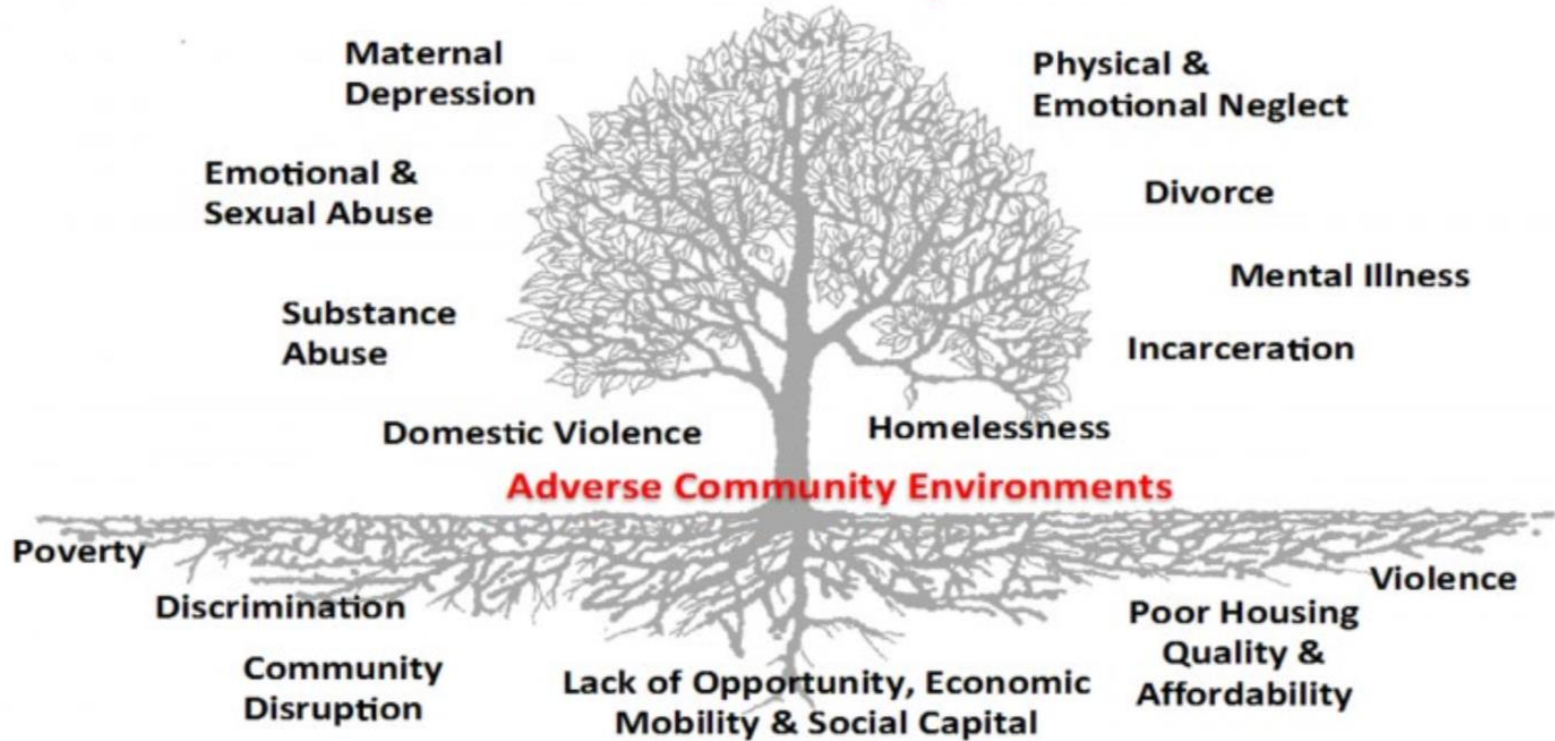 Maternal
Depression
Physical &
Emotional Neglect
Emotional &
Sexual Abuse
Divorce
Mental Illness
Substance
Abuse
Incarceration
Domestic Violence
Homelessness
Adverse Community Environments
Poverty
Violence
Discrimination
Poor Housing
Quality &
Affordability
Community
Disruption
Lack of Opportunity, Economic
Mobility & Social Capital